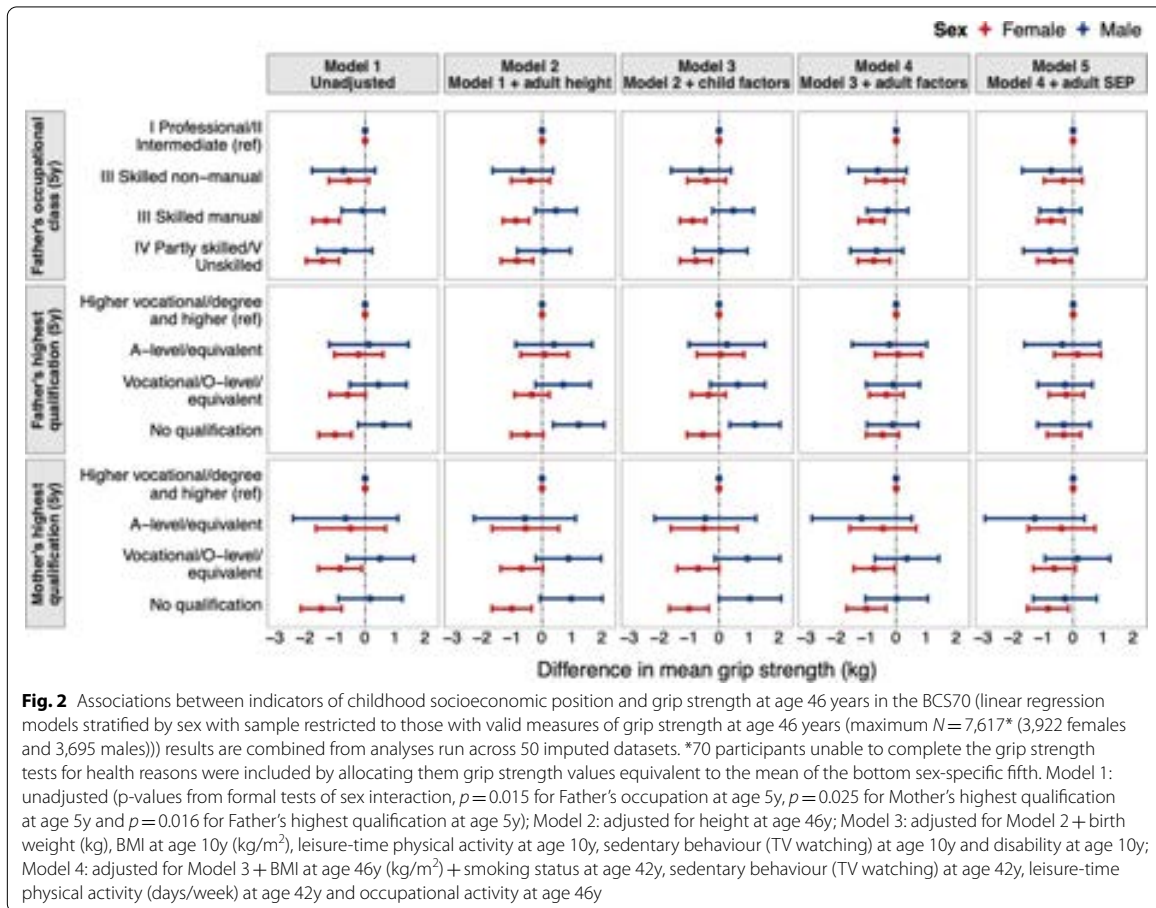 Sex Female Male
Model 1
Unadjusted
Model 2
Model 1 + adult height
Model 3
Model 2 + child factors
Model 4
Model 3 + adult factors
Model 5
Model 4 + adult SEP
Father's occupational
class (5y)
I Professional/II
Intermediate (ref)
III Skilled non−manual
III Skilled manual
IV Partly skilled/V
Unskilled
Father's highest
qualification (5y)
Higher vocational/degree
and higher (ref)
A−level/equivalent
Vocational/O−level/
equivalent
No qualification
Mother's highest
qualification (5y)
Higher vocational/degree
and higher (ref)
A−level/equivalent
Vocational/O−level/
equivalent
No qualification
−3 −2 −1 0 1 2 −3 −2 −1 0 1 2 −3 −2 −1 0 1 2 −3 −2 −1 0 1 2 −3 −2 −1 0 1 2
Difference in mean grip strength (kg)
Fig. 2 Associations between indicators of childhood socioeconomic position and grip strength at age 46 years in the BCS70 (linear regression
models stratified by sex with sample restricted to those with valid measures of grip strength at age 46 years (maximum N = 7,617* (3,922 females
and 3,695 males))) results are combined from analyses run across 50 imputed datasets. *70 participants unable to complete the grip strength
tests for health reasons were included by allocating them grip strength values equivalent to the mean of the bottom sex-specific fifth. Model 1:
unadjusted (p-values from formal tests of sex interaction, p = 0.015 for Father's occupation at age 5y, p = 0.025 for Mother's highest qualification
at age 5y and p = 0.016 for Father's highest qualification at age 5y); Model 2: adjusted for height at age 46y; Model 3: adjusted for Model 2 + birth
weight (kg), BMI at age 10y (kg/m²), leisure-time physical activity at age 10y, sedentary behaviour (TV watching) at age 10y and disability at age 10y;
Model 4: adjusted for Model 3 + BMI at age 46y (kg/m²) + smoking status at age 42y, sedentary behaviour (TV watching) at age 42y, leisure-time
physical activity (days/week) at age 42y and occupational activity at age 46y